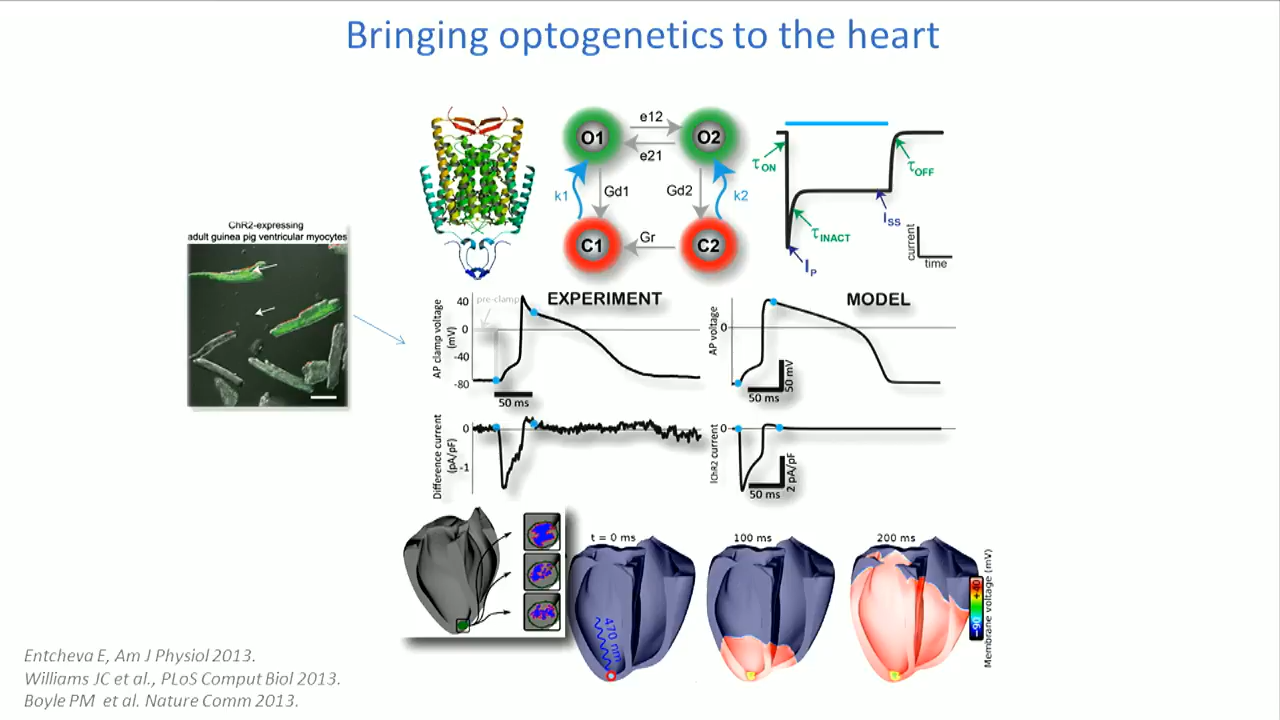 Bringing optogenetics to the heart
ChR2-expressing
adult guinea pig ventricular myocytes
O1
e12
O2
e21
k1
Gd1
Gd2
k2
C1
Gr
C2
τON
τOFF
τINACT
ISS
IP
current
time
EXPERIMENT
pre-clamp
AP clamp voltage
(mV)
40
0
-40
-80
50 ms
MODEL
AP voltage
0
50 mV
50 ms
Difference current
(pA/pF)
0
-1
IChR2 current
0
2 pA/pF
50 ms
t = 0 ms
100 ms
200 ms
470 nm
-90
+40
Membrane voltage (mV)
Entcheva E, Am J Physiol 2013.
Williams JC et al., PLoS Comput Biol 2013.
Boyle PM et al. Nature Comm 2013.